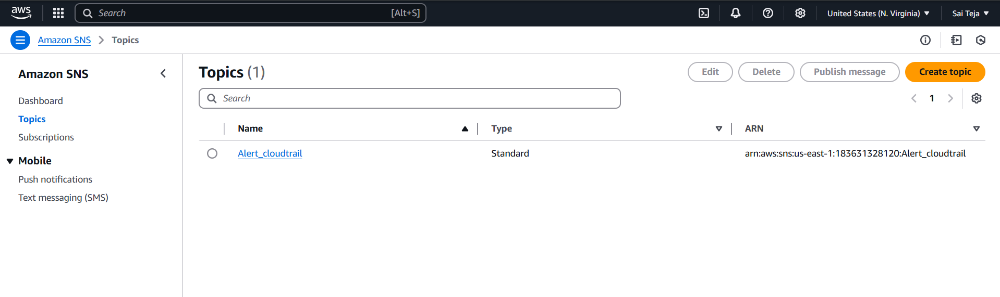 aws Search [Alt+S] United States (N. Virginia) Sai Teja
Amazon SNS Topics
Amazon SNS
Dashboard
Topics
Subscriptions
Mobile
Push notifications
Text messaging (SMS)
Topics (1)
Edit Delete Publish message Create topic
Search 1
Name Type ARN
Alert_cloudtrail Standard arn:aws:sns:us-east-1:183631328120:Alert_cloudtrail